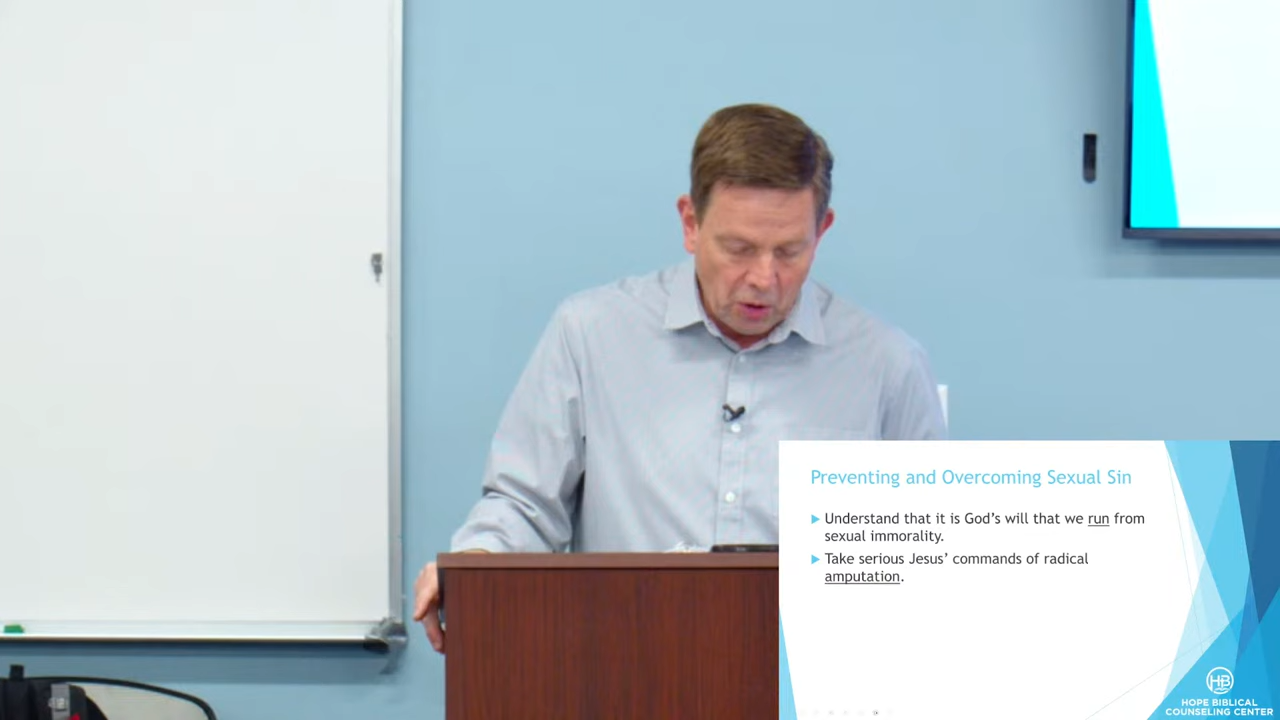 Preventing and Overcoming Sexual Sin
Understand that it is God's will that we run from
sexual immorality.
Take serious Jesus' commands of radical
amputation.
HB
HOPE BIBLICAL
COUNSELING CENTER